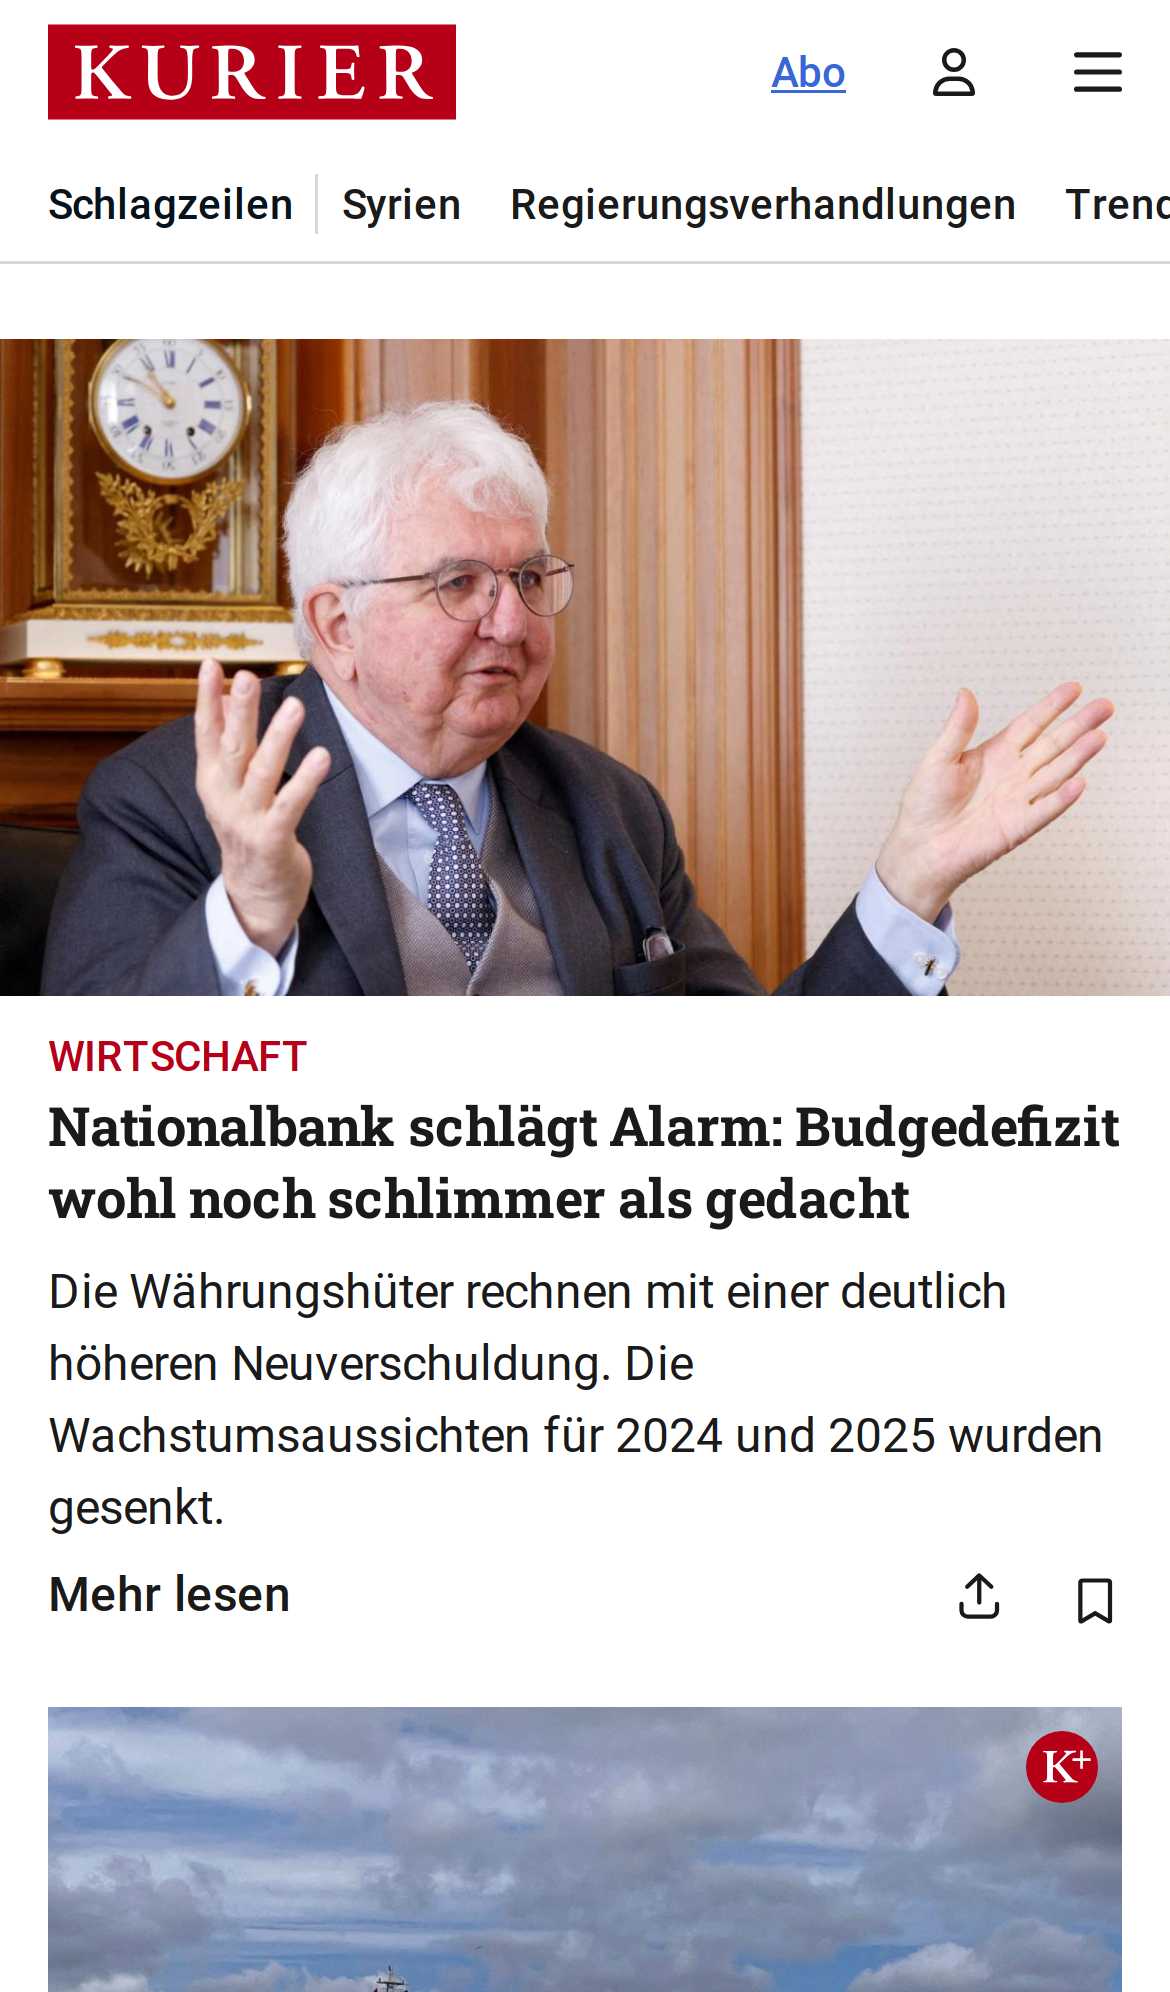 KURIER
Abo
Schlagzeilen
Syrien
Regierungsverhandlungen
Trend
WIRTSCHAFT
Nationalbank schlägt Alarm: Budgedefizit
wohl noch schlimmer als gedacht
Die Währungshüter rechnen mit einer deutlich
höheren Neuverschuldung. Die
Wachstumsaussichten für 2024 und 2025 wurden
gesenkt.
Mehr lesen
K+